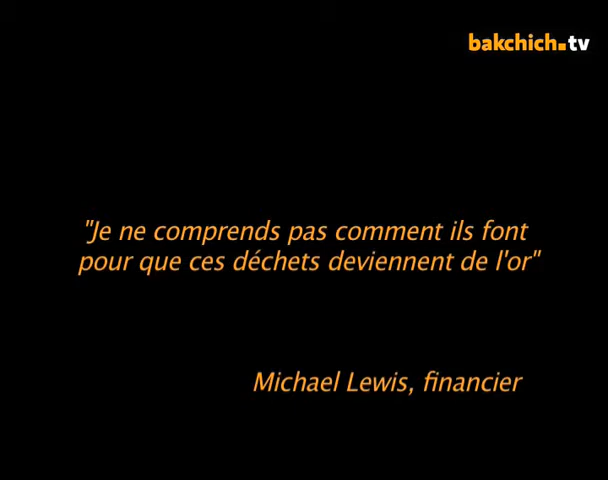 bakchich.tv
"Je ne comprends pas comment ils font
pour que ces déchets deviennent de l'or"
Michael Lewis, financier